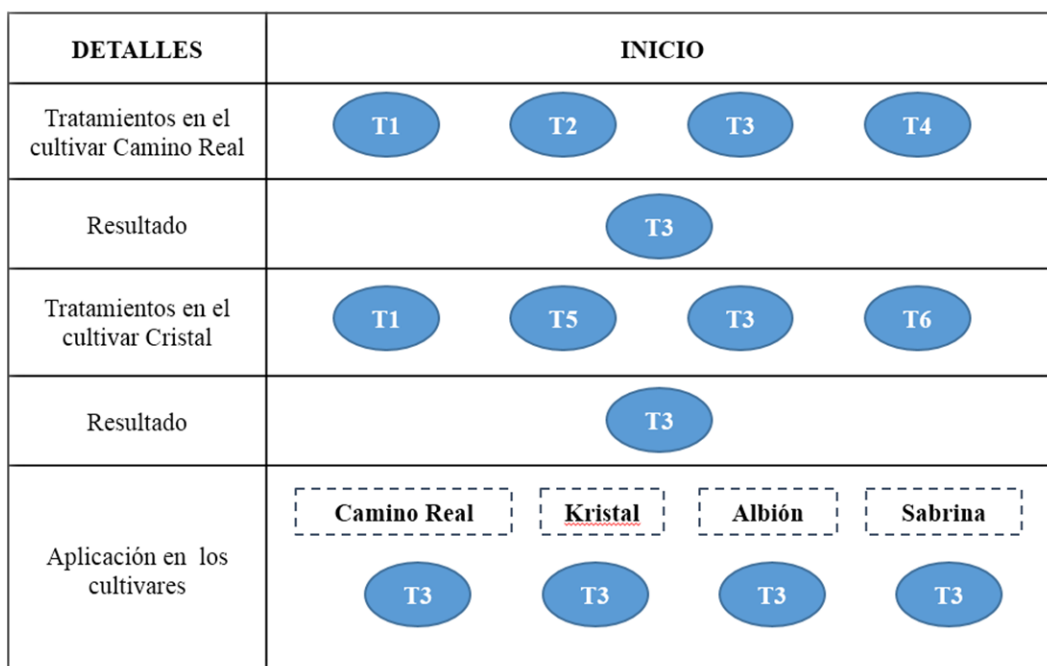 DETALLES
INICIO
Tratamientos en el
cultivar Camino Real
T1
T2
T3
T4
Resultado
T3
Tratamientos en el
cultivar Cristal
T1
T5
T3
T6
Resultado
T3
Aplicación en los
cultivares
Camino Real
Kristal
Albión
Sabrina
T3
T3
T3
T3